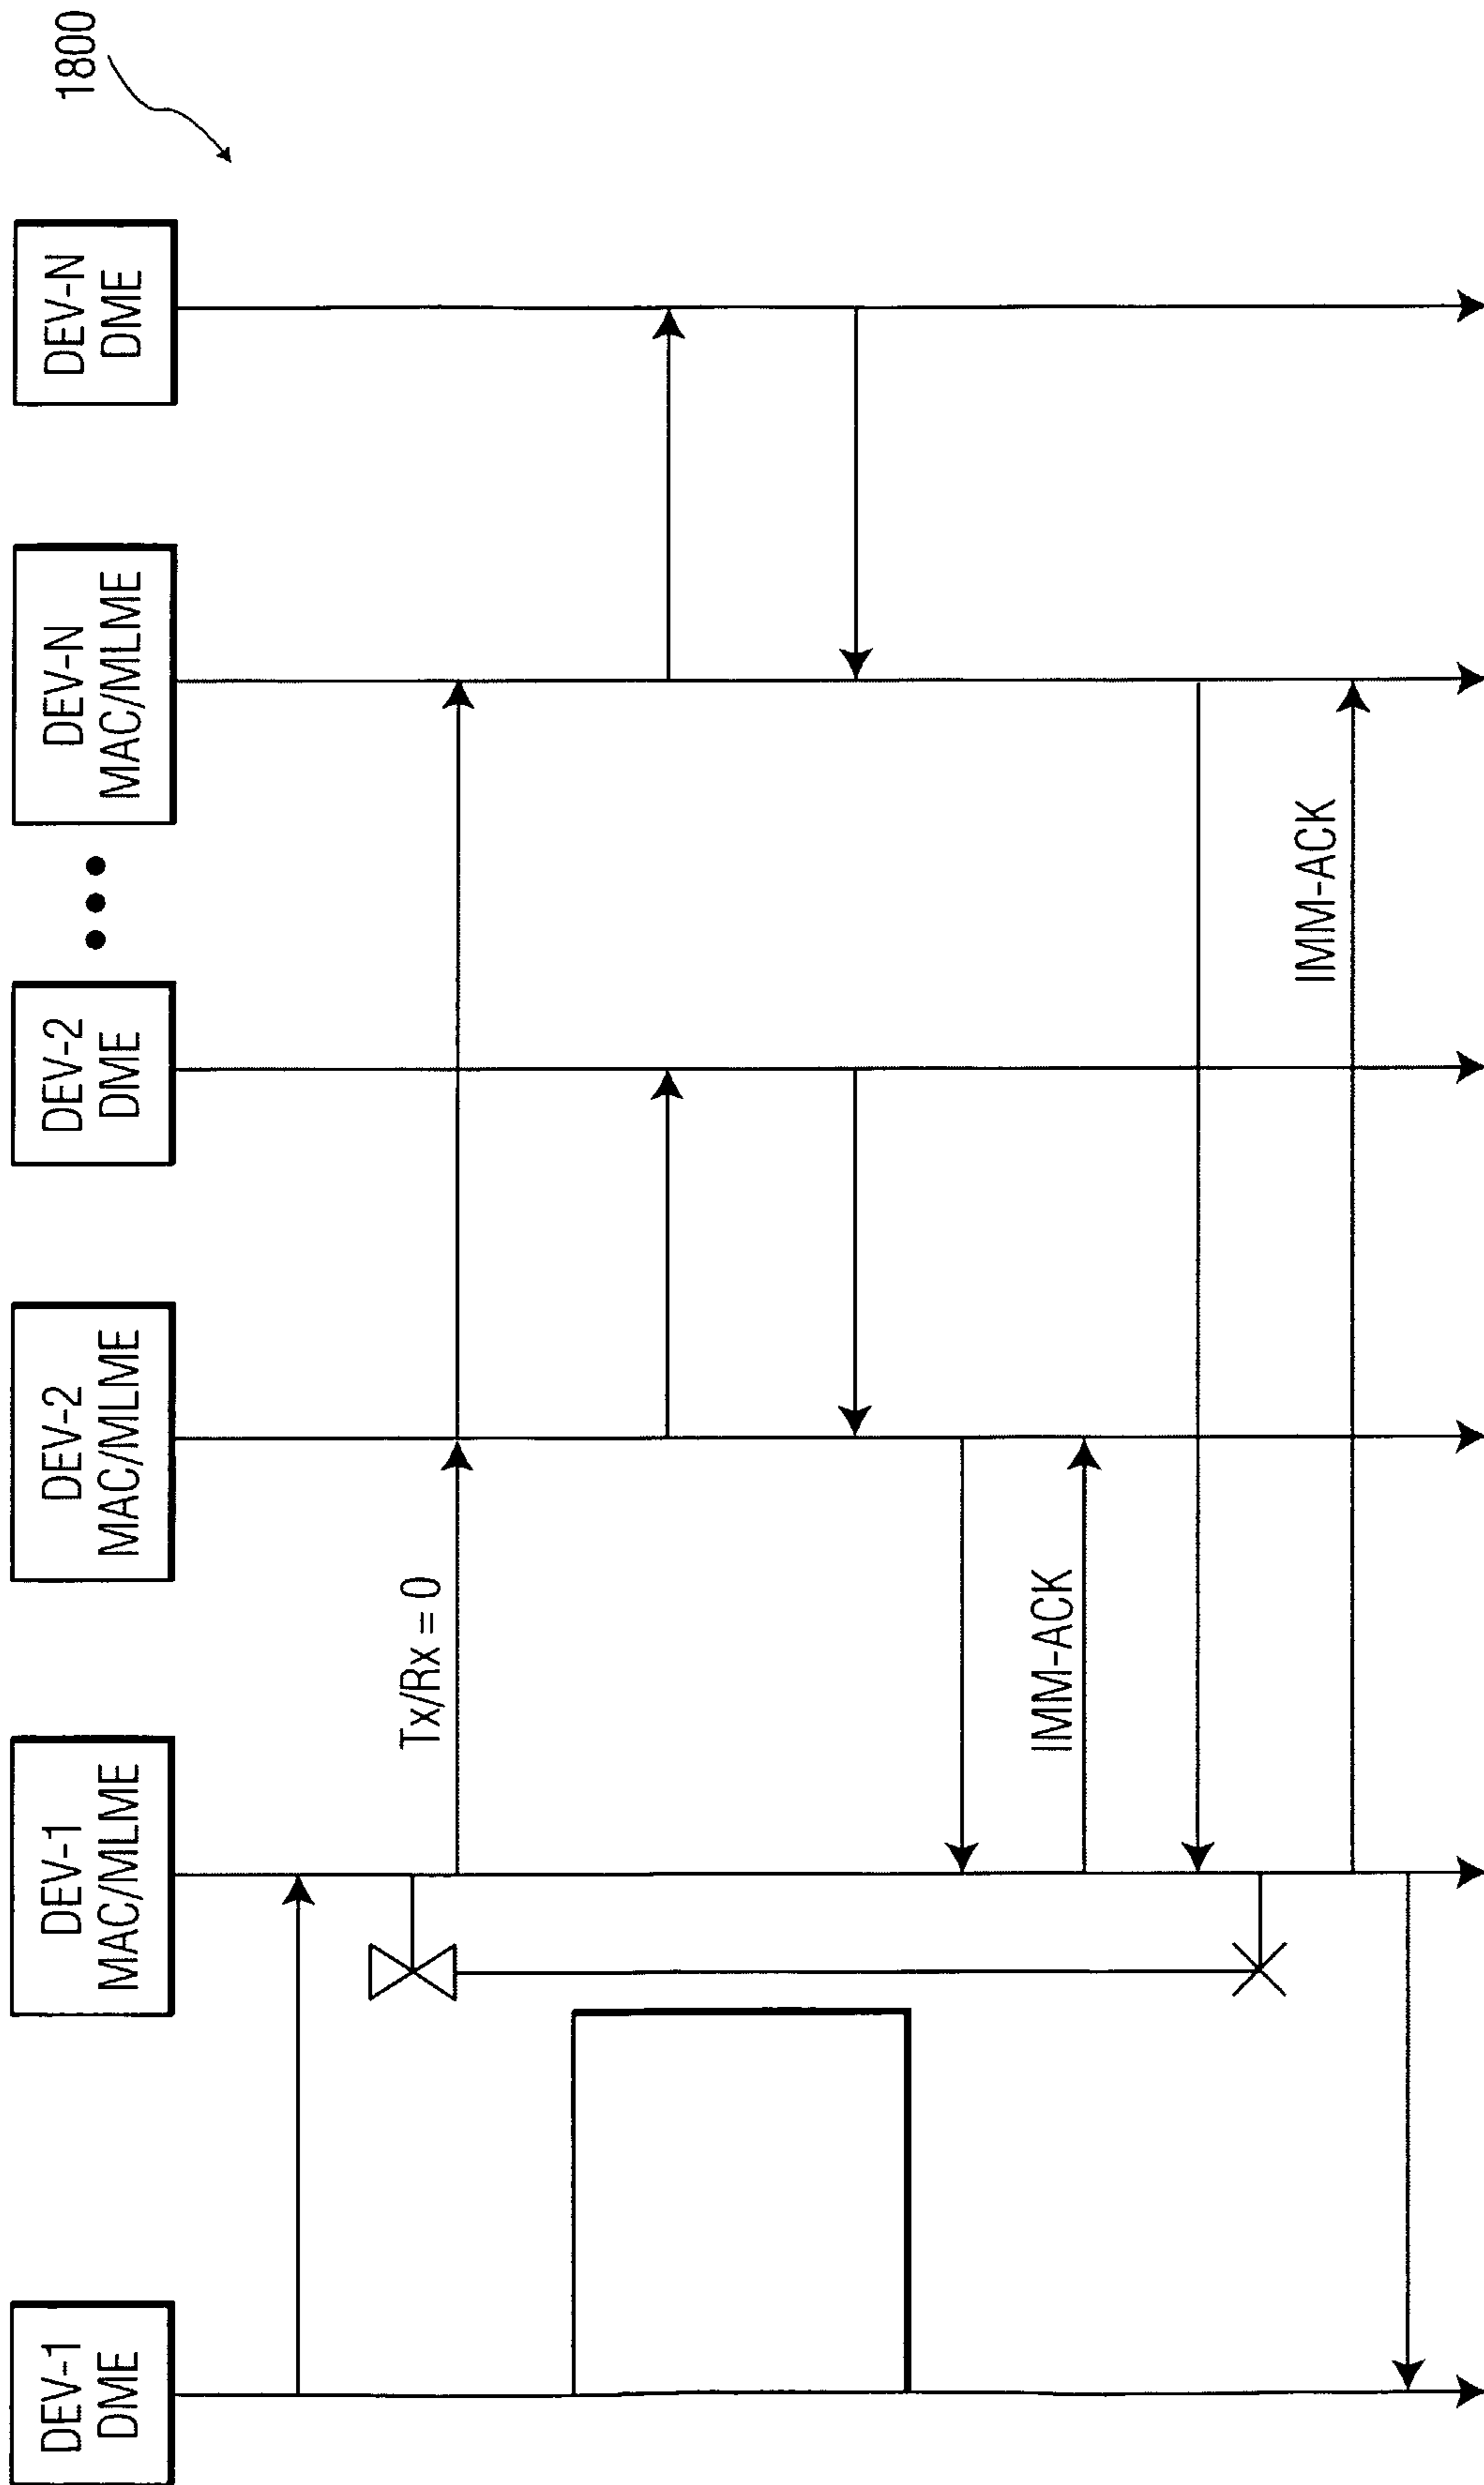 1800
DEV-1
DME
DEV-1
MAC/MLME
DEV-2
MAC/MLME
DEV-2
DME
DEV-N
MAC/MLME
DEV-N
DME
Tx/Rx = 0
IMM-ACK
IMM-ACK